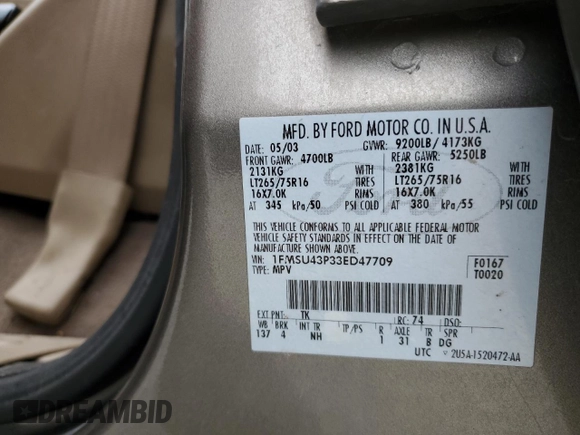 MFD. BY FORD MOTOR CO. IN U.S.A.
DATE: 05/03 GVWR: 9200LB/ 4173KG
FRONT GAWR: 4700LB REAR GAWR: 5250LB
2131KG WITH 2381KG WITH
LT265/75R16 TIRES LT265/75R16 TIRES
16X7.0K RIMS 16X7.0K RIMS
AT 345 kPa/50 PSI COLD AT 380 kPa/55 PSI COLD
THIS VEHICLE CONFORMS TO ALL APPLICABLE FEDERAL MOTOR
VEHICLE SAFETY STANDARDS IN EFFECT ON THE DATE OF
MANUFACTURE SHOWN ABOVE.
VIN: 1FMSU43P33ED47709 F0167
TYPE: MPV T0020
EXT PNT: TK RC: 74 DSO:
WB BRK INT TR TP/PS R AXLE TR SPR
137 4 NH 1 31 B DG
UTC 2U5A-1520472-AA
Ford
DREAMBID